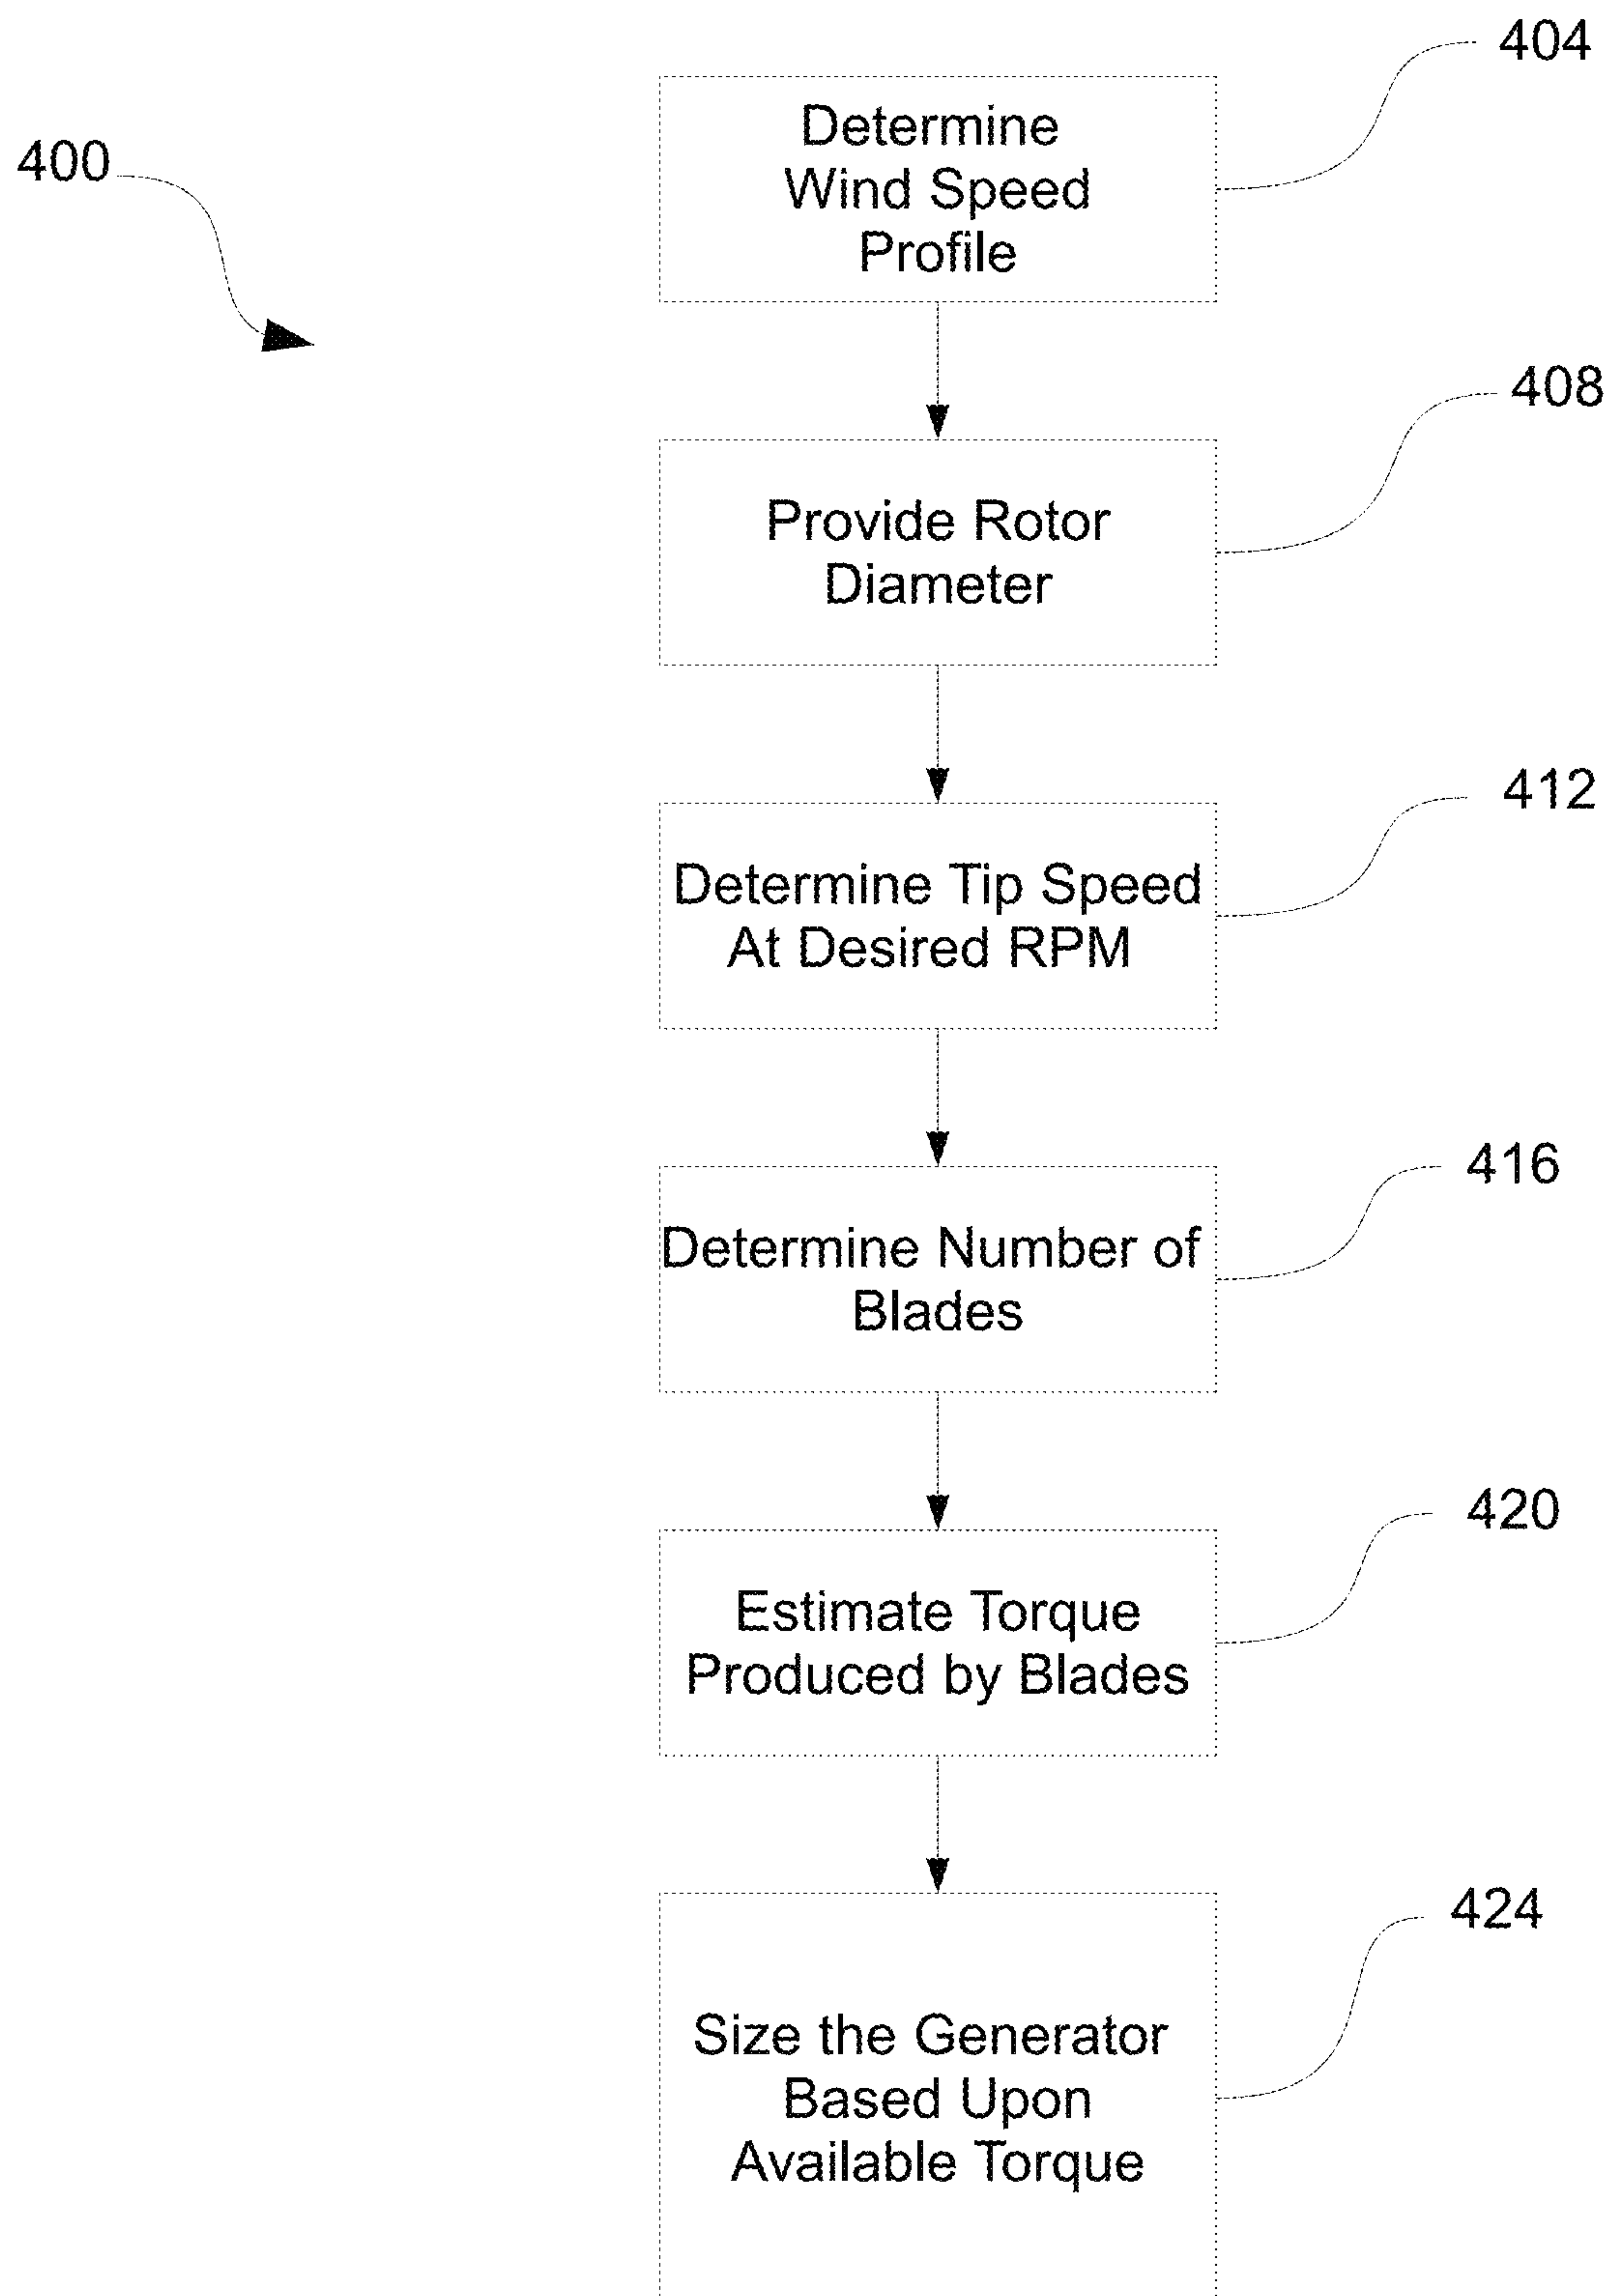 404
Determine
Wind Speed
Profile
400
408
Provide Rotor
Diameter
412
Determine Tip Speed
At Desired RPM
416
Determine Number of
Blades
420
Estimate Torque
Produced by Blades
424
Size the Generator
Based Upon
Available Torque